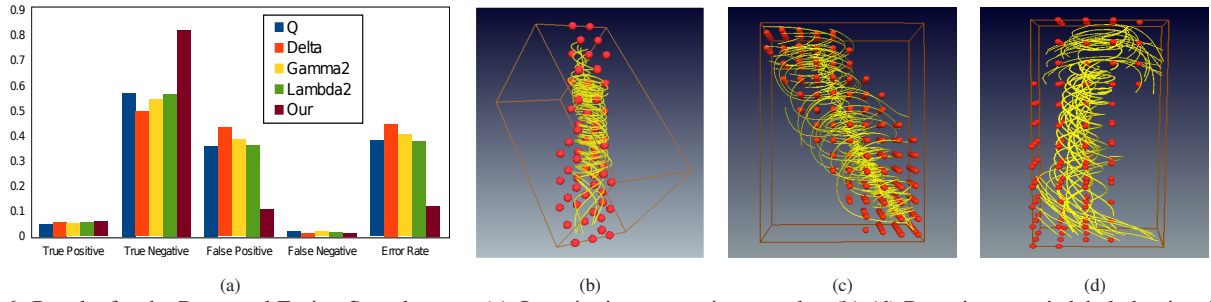 0.9
0.8
0.7
0.6
0.5
0.4
0.3
0.2
0.1
0
Q
Delta
Gamma2
Lambda2
Our
True Positive True Negative False Positive False Negative Error Rate
(a) (b) (c) (d)